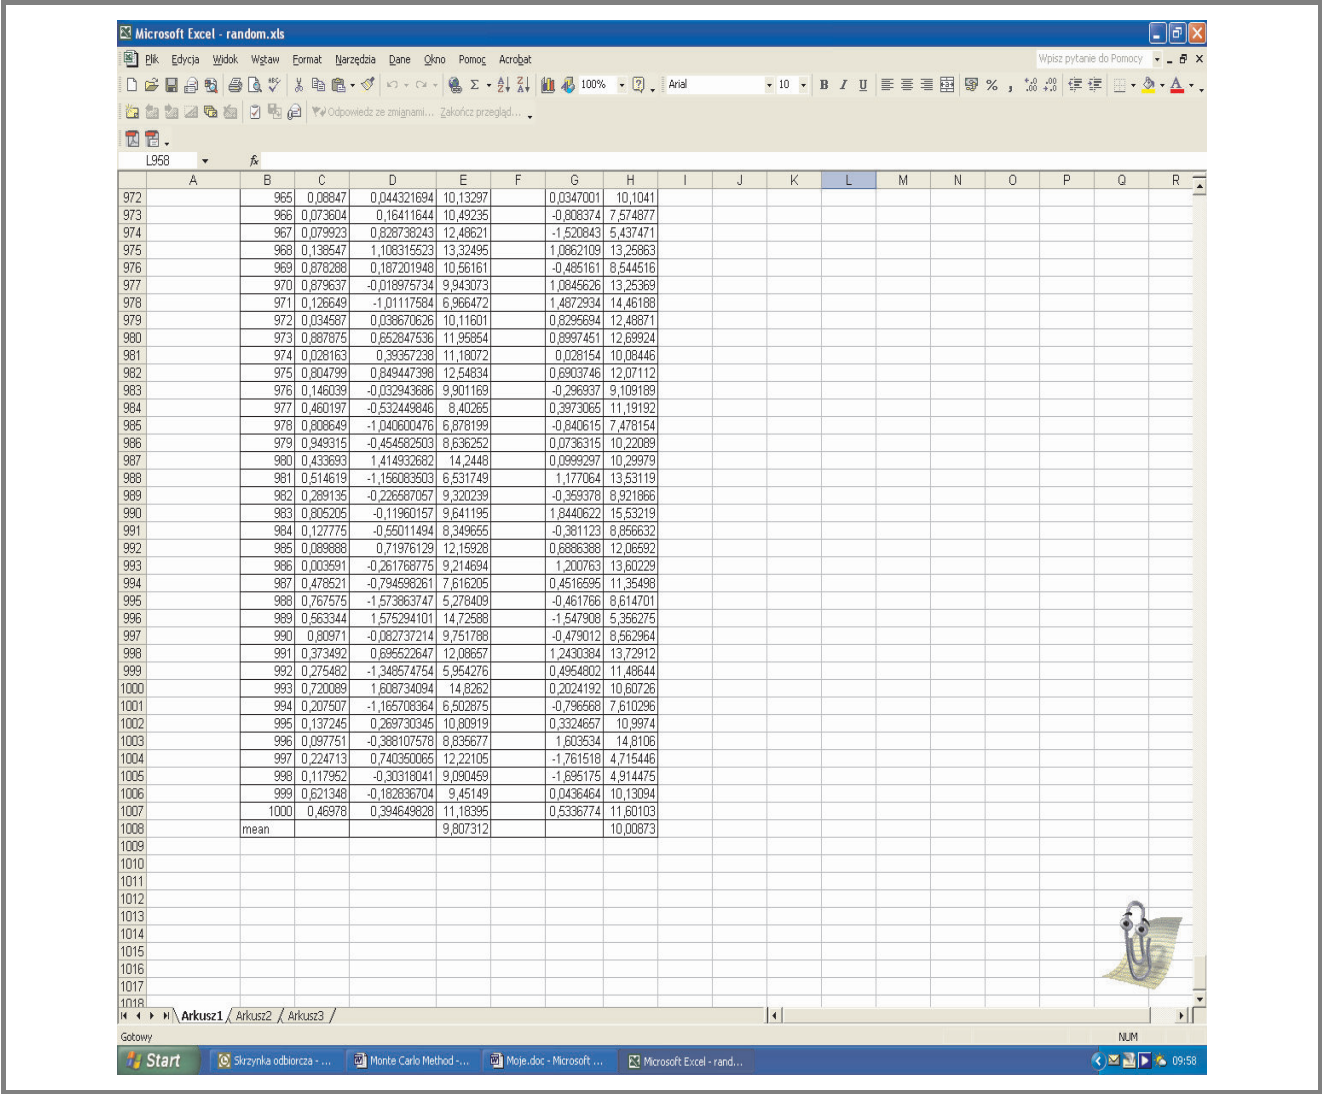 Microsoft Excel - random.xls
Plik Edycja Widok Wstaw Format Narzędzia Dane Okno Pomoc Acrobat Wpisz pytanie do Pomocy
100% Arial 10 B I U
Odpowiedz ze zmianami... Zakończ przegląd...
L958 fx
A B C D E F G H I J K L M N O P Q R
972 965 0,08847 0,044321694 10,13297 0,0347001 10,1041
973 966 0,073604 0,16411644 10,49235 -0,808374 7,574877
974 967 0,079923 0,828738243 12,48621 -1,520843 5,437471
975 968 0,138547 1,108315523 13,32495 1,0862109 13,25863
976 969 0,878288 0,187201948 10,56161 -0,485161 8,544516
977 970 0,879637 -0,018975734 9,943073 1,0845626 13,25369
978 971 0,126649 -1,01117584 6,966472 1,4872934 14,46188
979 972 0,034587 0,038670626 10,11601 0,8295694 12,48871
980 973 0,887875 0,652847536 11,95854 0,8997451 12,69924
981 974 0,028163 0,39357238 11,18072 0,028154 10,08446
982 975 0,804799 0,849447398 12,54834 0,6903746 12,07112
983 976 0,146039 -0,032943686 9,901169 -0,296937 9,109189
984 977 0,460197 -0,532449846 8,40265 0,3973065 11,19192
985 978 0,808649 -1,040600476 6,878199 -0,840615 7,478154
986 979 0,949315 -0,454582503 8,636252 0,0736315 10,22089
987 980 0,433693 1,414932682 14,2448 0,0999297 10,29979
988 981 0,514619 -1,156083503 6,531749 1,177064 13,53119
989 982 0,289135 -0,226587057 9,320239 -0,359378 8,921866
990 983 0,805205 -0,11960157 9,641195 1,8440622 15,53219
991 984 0,127775 -0,55011494 8,349655 -0,381123 8,856632
992 985 0,089888 0,71976129 12,15928 0,6886388 12,06592
993 986 0,003591 -0,261768775 9,214694 1,200763 13,60229
994 987 0,478521 -0,794598261 7,616205 0,4516595 11,35498
995 988 0,767575 -1,573863747 5,278409 -0,461766 8,614701
996 989 0,563344 1,575294101 14,72588 -1,547908 5,356275
997 990 0,80971 -0,082737214 9,751788 -0,479012 8,562964
998 991 0,373492 0,695522647 12,08657 1,2430384 13,72912
999 992 0,275482 -1,348574754 5,954276 0,4954802 11,48644
1000 993 0,720089 1,608734094 14,8262 0,2024192 10,60726
1001 994 0,207507 -1,165708364 6,502875 -0,796568 7,610296
1002 995 0,137245 0,269730345 10,80919 0,3324657 10,9974
1003 996 0,097751 -0,388107578 8,835677 1,603534 14,8106
1004 997 0,224713 0,740350065 12,22105 -1,761518 4,715446
1005 998 0,117952 -0,30318041 9,090459 -1,695175 4,914475
1006 999 0,621348 -0,182836704 9,45149 0,0436464 10,13094
1007 1000 0,46978 0,394649828 11,18395 0,5336774 11,60103
1008 mean 9,807312 10,00873
1009
1010
1011
1012
1013
1014
1015
1016
1017
1018
Arkusz1 Arkusz2 Arkusz3
Gotowy NUM
Start Skrzynka odbiorcza - ... Monte Carlo Method -... Moje.doc - Microsoft ... Microsoft Excel - rand... 09:58